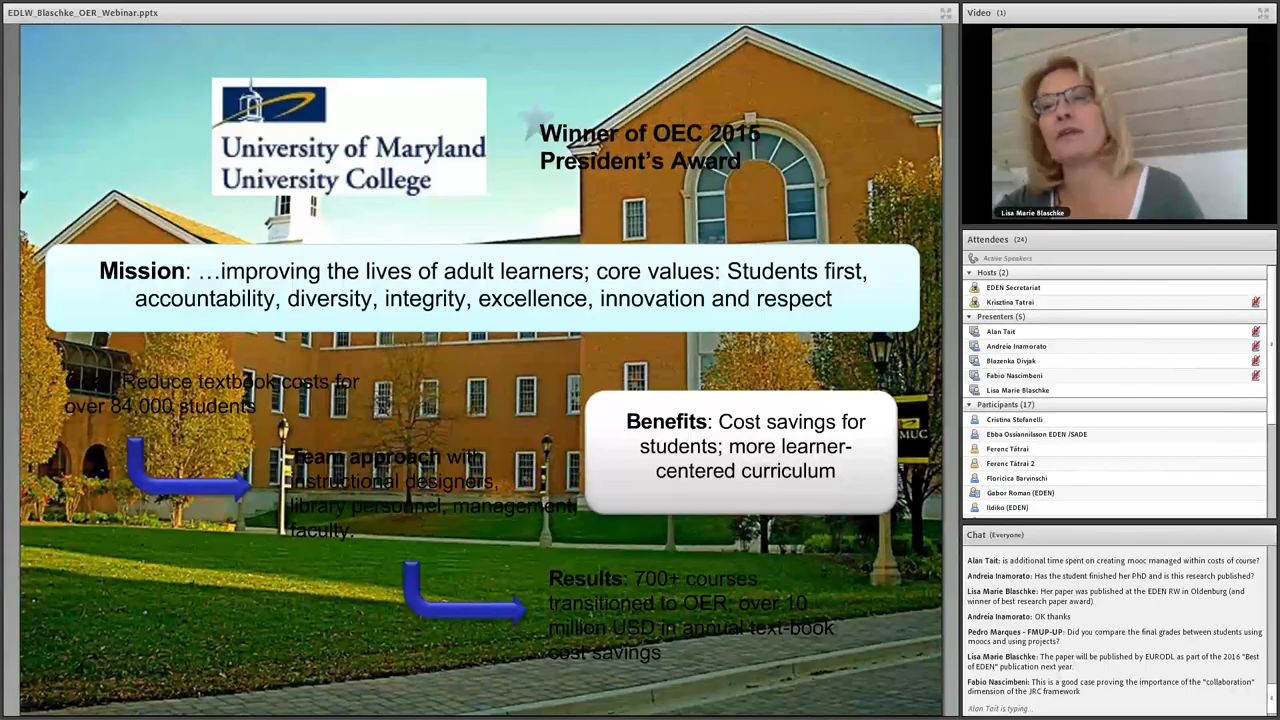 EDLW_Blaschke_OER_Webinar.pptx
University of Maryland
University College
Winner of OEC 2015
President's Award
Mission: …improving the lives of adult learners; core values: Students first,
accountability, diversity, integrity, excellence, innovation and respect
Reduce textbook costs for
over 84,000 students
Team approach with
instructional designers,
library personnel, management
faculty.
Benefits: Cost savings for
students; more learner-
centered curriculum
MUC
Results: 700+ courses
transitioned to OER; over 10
million USD in annual text-book
cost savings
Video (1)
Lisa Marie Blaschke
Attendees (24)
Active Speakers
Hosts (2)
EDEN Secretariat
Krisztina Tatrai
Presenters (5)
Alan Tait
Andreia Inamorato
Blazenka Divjak
Fabio Nascimbeni
Lisa Marie Blaschke
Participants (17)
Cristina Stefanelli
Ebba Ossiannilsson EDEN /SADE
Ferenc Tátrai
Ferenc Tátrai 2
Floricica Barvinschi
Gabor Roman (EDEN)
Ildiko (EDEN)
Chat (Everyone)
Alan Tait: is additional time spent on creating mooc managed within costs of course?
Andreia Inamorato: Has the student finished her PhD and is this research published?
Lisa Marie Blaschke: Her paper was published at the EDEN RW in Oldenburg (and
winner of best research paper award).
Andreia Inamorato: OK thanks
Pedro Marques - FMUP-UP: Did you compare the final grades between students using
moocs and using projects?
Lisa Marie Blaschke: The paper will be published by EURODL as part of the 2016 "Best
of EDEN" publication next year.
Fabio Nascimbeni: This is a good case proving the importance of the "collaboration"
dimension of the JRC framework
Alan Tait is typing...